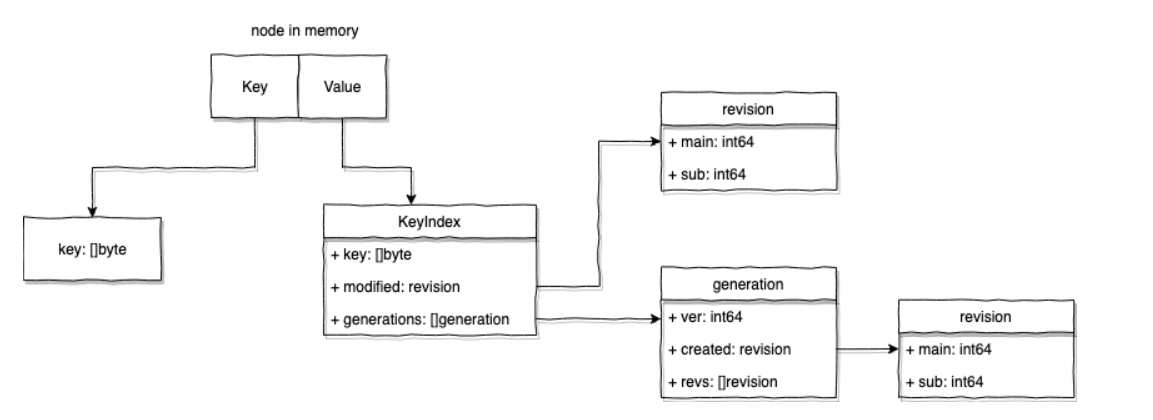 node in memory
Key
Value
key: []byte
KeyIndex
+ key: []byte
+ modified: revision
+ generations: []generation
revision
+ main: int64
+ sub: int64
generation
+ ver: int64
+ created: revision
+ revs: []revision
revision
+ main: int64
+ sub: int64